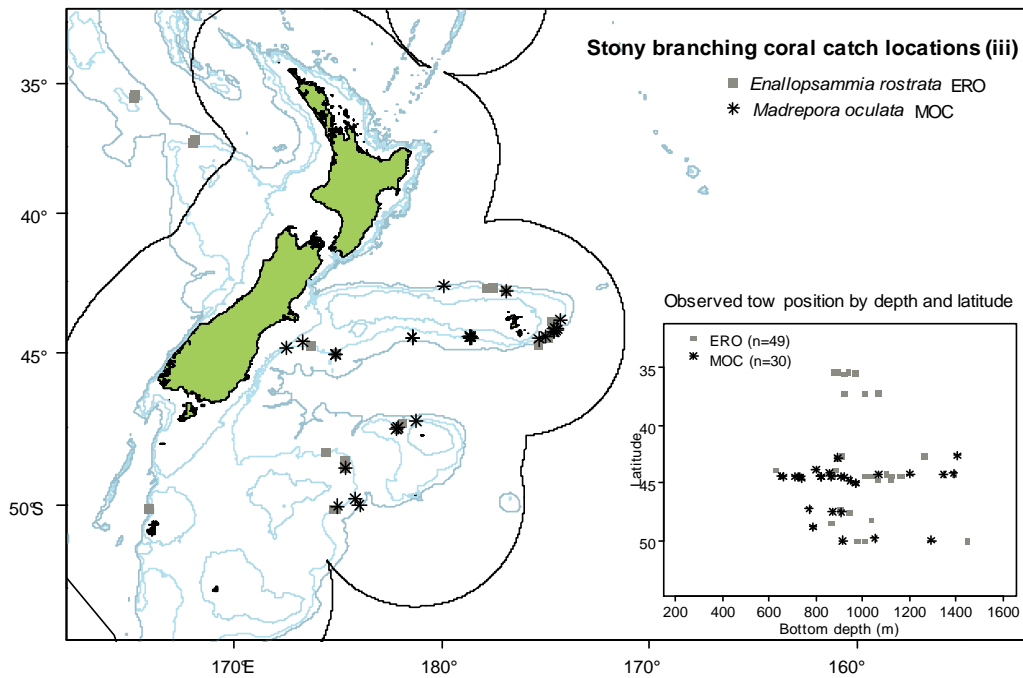 Stony branching coral catch locations (iii)
Enallopsammia rostrata ERO
Madrepora oculata MOC
35°
40°
45°
50°S
170°E
180°
170°
160°
Observed tow position by depth and latitude
ERO (n=49)
MOC (n=30)
Latitude
35
40
45
50
200 400 600 800 1000 1200 1400 1600
Bottom depth (m)